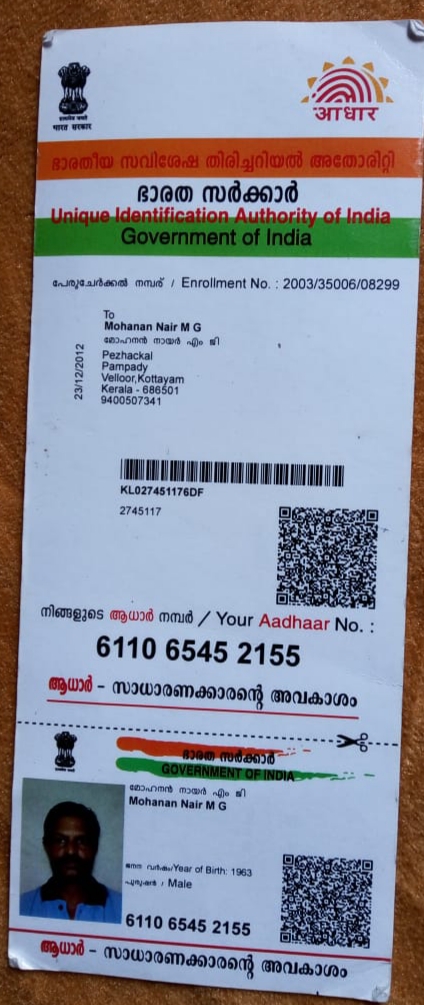 भारत सरकार
आधार
ഭാരതീയ സവിശേഷ തിരിച്ചറിയൽ അതോരിറ്റി
ഭാരത സർക്കാർ
Unique Identification Authority of India
Government of India
പേരുചേർക്കൽ നമ്പര് / Enrollment No. : 2003/35006/08299
23/12/2012
To
Mohanan Nair M G
മോഹനൻ നായർ എം ജി
Pezhackal
Pampady
Velloor,Kottayam
Kerala - 686501
9400507341
KL027451176DF
2745117
നിങ്ങളുടെ ആധാർ നമ്പർ / Your Aadhaar No. :
6110 6545 2155
ആധാർ – സാധാരണക്കാരന്റെ അവകാശം
ഭാരത സർക്കാർ
GOVERNMENT OF INDIA
മോഹനൻ നായർ എം ജി
Mohanan Nair M G
ജനന വർഷം/Year of Birth: 1963
പുരുഷൻ / Male
6110 6545 2155
ആധാർ – സാധാരണക്കാരന്റെ അവകാശം